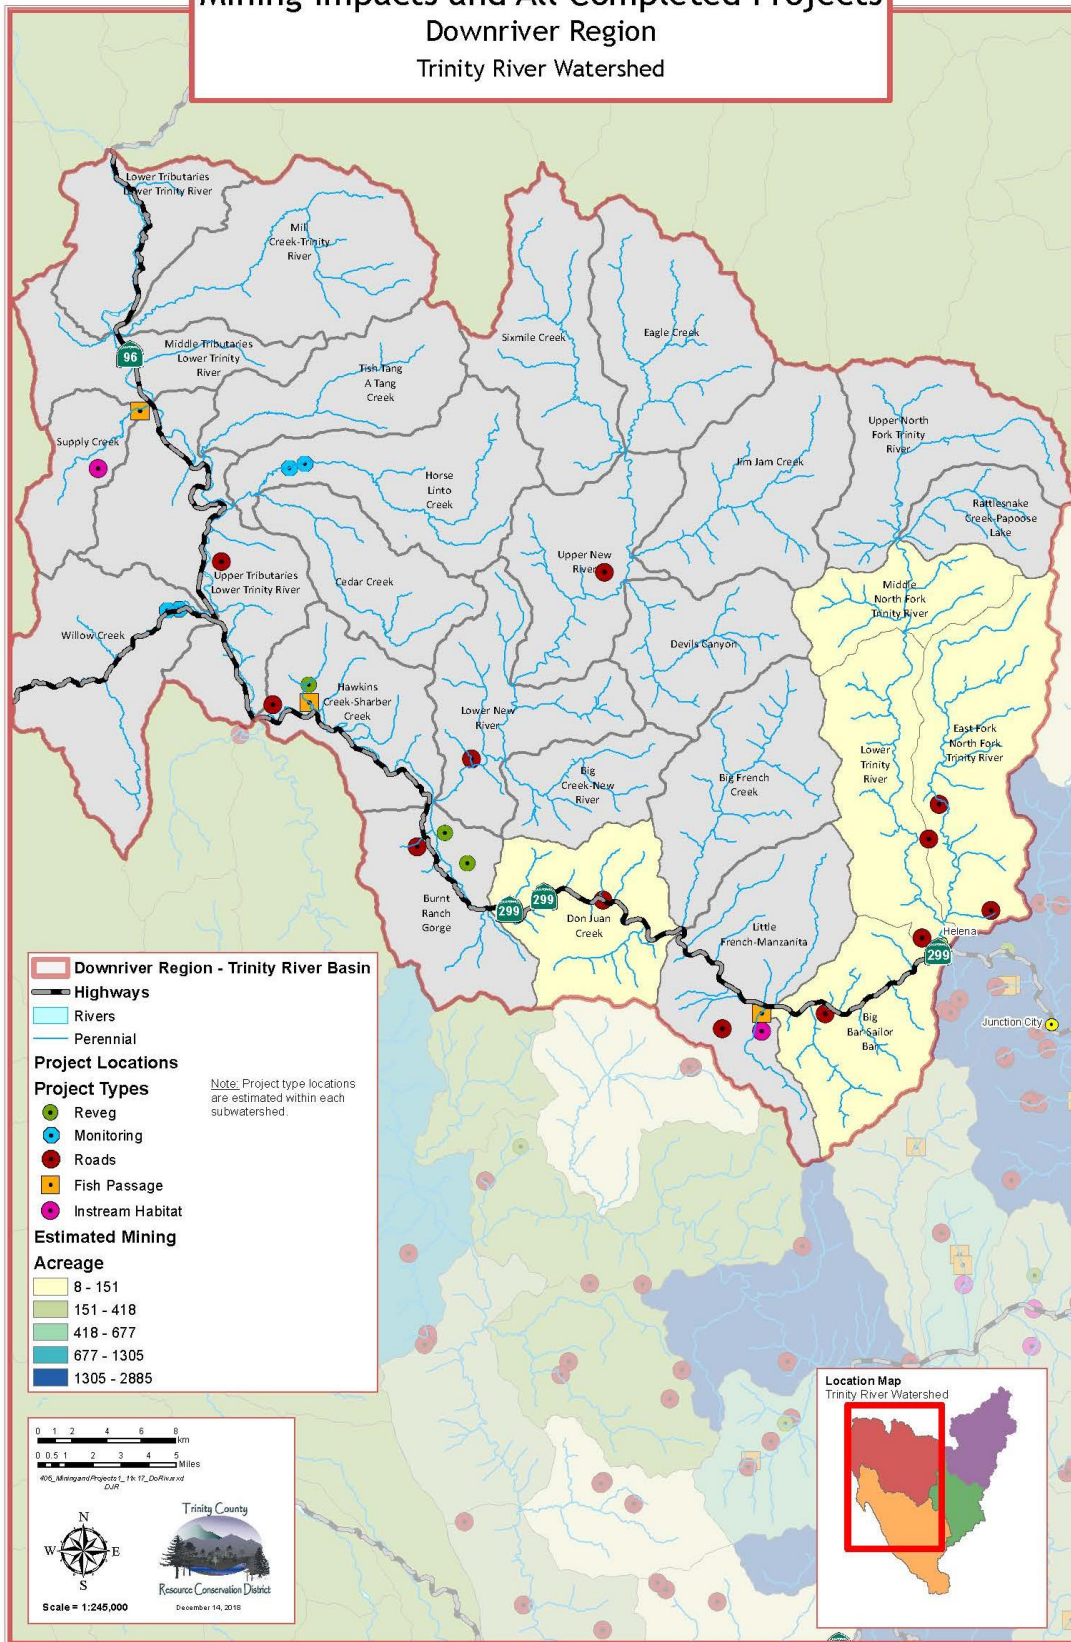 Mining Impacts and All Completed Projects
Downriver Region
Trinity River Watershed
Lower Tributaries
Lower Trinity River
Mill
Creek-Trinity
River
96
Middle Tributaries
Lower Trinity
River
Tish Tang
A Tang
Creek
Sixmile Creek
Eagle Creek
Supply Creek
Horse
Linto
Creek
Jim Jam Creek
Upper North
Fork Trinity
River
Rattlesnake
Creek-Papoose
Lake
Upper New
River
Upper Tributaries
Lower Trinity River
Cedar Creek
Middle
North Fork
Trinity River
Willow Creek
Devils Canyon
Hawkins
Creek-Sharber
Creek
Lower New
River
Big
Creek-New
River
Big French
Creek
Lower
Trinity
River
East Fork
North Fork
Trinity River
Burnt
Ranch
Gorge
299
299
Don Juan
Creek
Little
French-Manzanita
Helena
299
Big
Bar-Sailor
Bar
Junction City
Downriver Region - Trinity River Basin
Highways
Rivers
Perennial
Project Locations
Project Types
Note: Project type locations
are estimated within each
subwatershed.
Reveg
Monitoring
Roads
Fish Passage
Instream Habitat
Estimated Mining
Acreage
8 - 151
151 - 418
418 - 677
677 - 1305
1305 - 2885
0 1 2 4 6 8
km
0 0.5 1 2 3 4 5
Miles
DJR
N
W E
S
Scale = 1:245,000
Trinity County
Resource Conservation District
December 14, 2018
Location Map
Trinity River Watershed